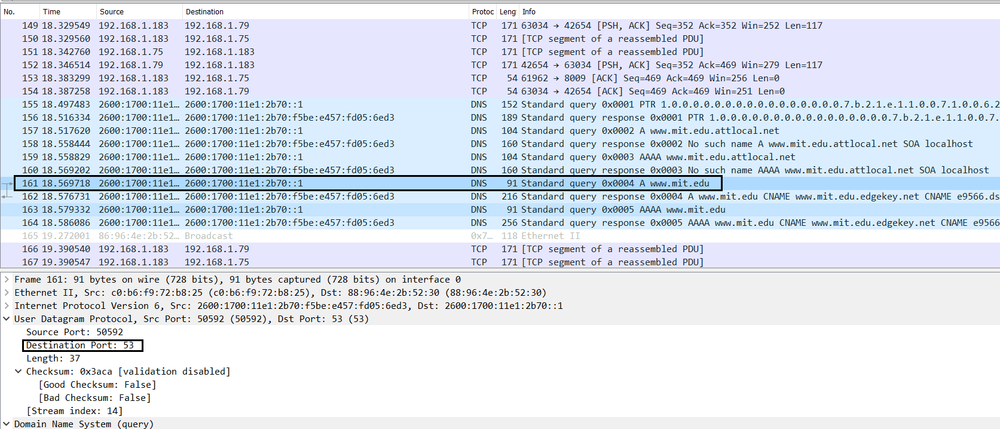 No. Time Source Destination Protoc Leng Info
149 18.329549 192.168.1.183 192.168.1.79 TCP 171 63034 → 42654 [PSH, ACK] Seq=352 Ack=352 Win=252 Len=117
150 18.329560 192.168.1.183 192.168.1.75 TCP 171 [TCP segment of a reassembled PDU]
151 18.342760 192.168.1.75 192.168.1.183 TCP 171 [TCP segment of a reassembled PDU]
152 18.346514 192.168.1.79 192.168.1.183 TCP 171 42654 → 63034 [PSH, ACK] Seq=352 Ack=469 Win=279 Len=117
153 18.383299 192.168.1.183 192.168.1.75 TCP 54 61962 → 8009 [ACK] Seq=469 Ack=469 Win=256 Len=0
154 18.387258 192.168.1.183 192.168.1.79 TCP 54 63034 → 42654 [ACK] Seq=469 Ack=469 Win=251 Len=0
155 18.497483 2600:1700:11e1… 2600:1700:11e1:2b70::1 DNS 152 Standard query 0x0001 PTR 1.0.0.0.0.0.0.0.0.0.0.0.0.0.0.0.0.7.b.2.1.e.1.1.0.0.7.1.0.0.6.2
156 18.516334 2600:1700:11e1… 2600:1700:11e1:2b70:f5be:e457:fd05:6ed3 DNS 189 Standard query response 0x0001 PTR 1.0.0.0.0.0.0.0.0.0.0.0.0.0.0.0.0.7.b.2.1.e.1.1.0.0.7.
157 18.517620 2600:1700:11e1… 2600:1700:11e1:2b70::1 DNS 104 Standard query 0x0002 A www.mit.edu.attlocal.net
158 18.558444 2600:1700:11e1… 2600:1700:11e1:2b70:f5be:e457:fd05:6ed3 DNS 160 Standard query response 0x0002 No such name A www.mit.edu.attlocal.net SOA localhost
159 18.558829 2600:1700:11e1… 2600:1700:11e1:2b70::1 DNS 104 Standard query 0x0003 AAAA www.mit.edu.attlocal.net
160 18.569202 2600:1700:11e1… 2600:1700:11e1:2b70:f5be:e457:fd05:6ed3 DNS 160 Standard query response 0x0003 No such name AAAA www.mit.edu.attlocal.net SOA localhost
161 18.569718 2600:1700:11e1… 2600:1700:11e1:2b70::1 DNS 91 Standard query 0x0004 A www.mit.edu
162 18.576731 2600:1700:11e1… 2600:1700:11e1:2b70:f5be:e457:fd05:6ed3 DNS 216 Standard query response 0x0004 A www.mit.edu CNAME www.mit.edu.edgekey.net CNAME e9566.ds
163 18.579332 2600:1700:11e1… 2600:1700:11e1:2b70::1 DNS 91 Standard query 0x0005 AAAA www.mit.edu
164 18.586086 2600:1700:11e1… 2600:1700:11e1:2b70:f5be:e457:fd05:6ed3 DNS 256 Standard query response 0x0005 AAAA www.mit.edu CNAME www.mit.edu.edgekey.net CNAME e9566
165 19.272001 86:96:4e:2b:52… Broadcast 0x7… 118 Ethernet II
166 19.390540 192.168.1.183 192.168.1.79 TCP 171 [TCP segment of a reassembled PDU]
167 19.390547 192.168.1.183 192.168.1.75 TCP 171 [TCP segment of a reassembled PDU]
Frame 161: 91 bytes on wire (728 bits), 91 bytes captured (728 bits) on interface 0
Ethernet II, Src: c0:b6:f9:72:b8:25 (c0:b6:f9:72:b8:25), Dst: 88:96:4e:2b:52:30 (88:96:4e:2b:52:30)
Internet Protocol Version 6, Src: 2600:1700:11e1:2b70:f5be:e457:fd05:6ed3, Dst: 2600:1700:11e1:2b70::1
User Datagram Protocol, Src Port: 50592 (50592), Dst Port: 53 (53)
Source Port: 50592
Destination Port: 53
Length: 37
Checksum: 0x3aca [validation disabled]
[Good Checksum: False]
[Bad Checksum: False]
[Stream index: 14]
Domain Name System (query)